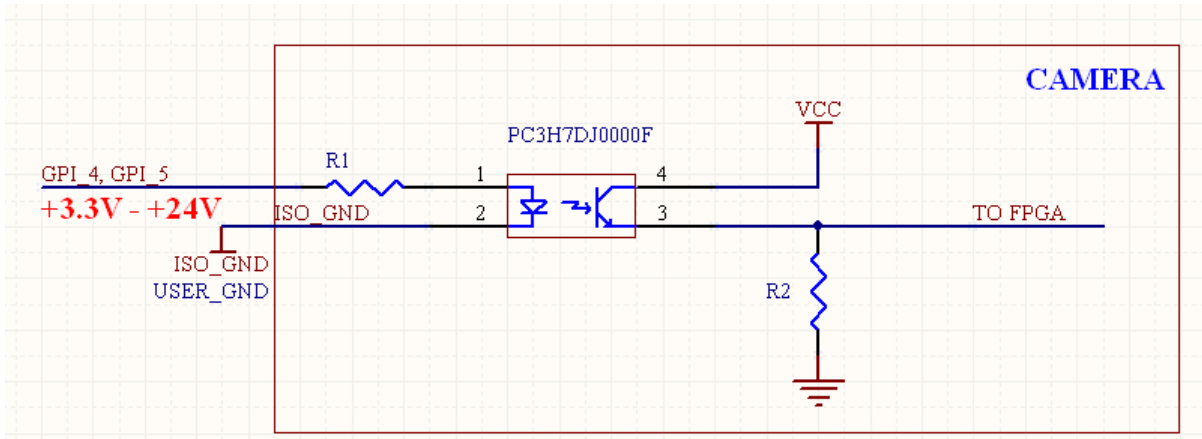 CAMERA
VCC
PC3H7DJ0000F
R1
GPI_4, GPI_5
1
4
+3.3V - +24V
ISO_GND
2
3
TO FPGA
ISO_GND
USER_GND
R2